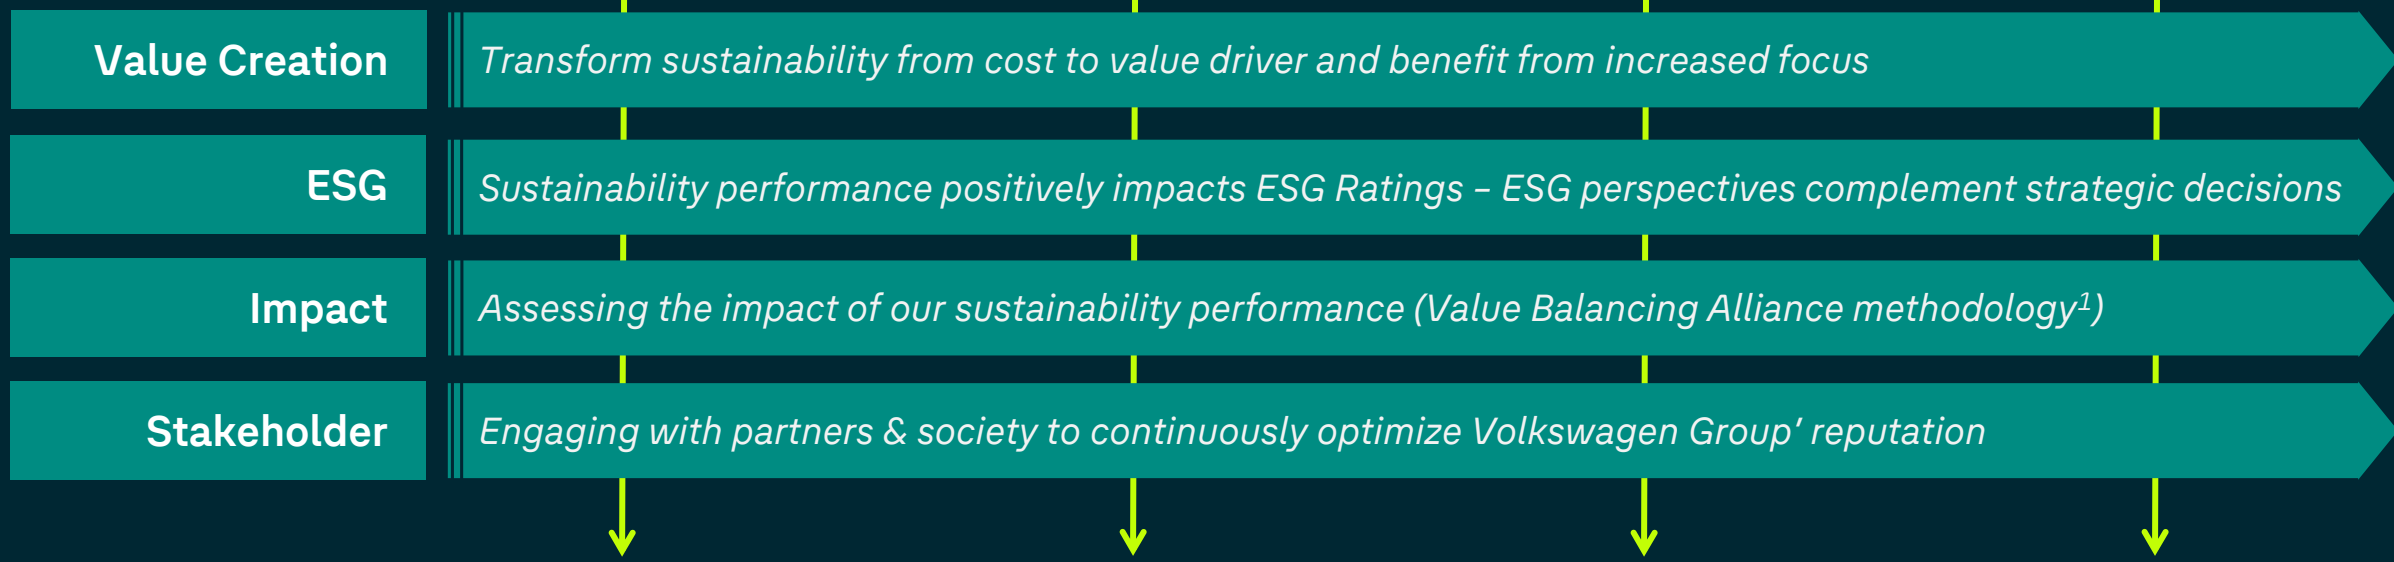 Value Creation
Transform sustainability from cost to value driver and benefit from increased focus
ESG
Sustainability performance positively impacts ESG Ratings – ESG perspectives complement strategic decisions
Impact
Assessing the impact of our sustainability performance (Value Balancing Alliance methodology¹)
Stakeholder
Engaging with partners & society to continuously optimize Volkswagen Group’ reputation